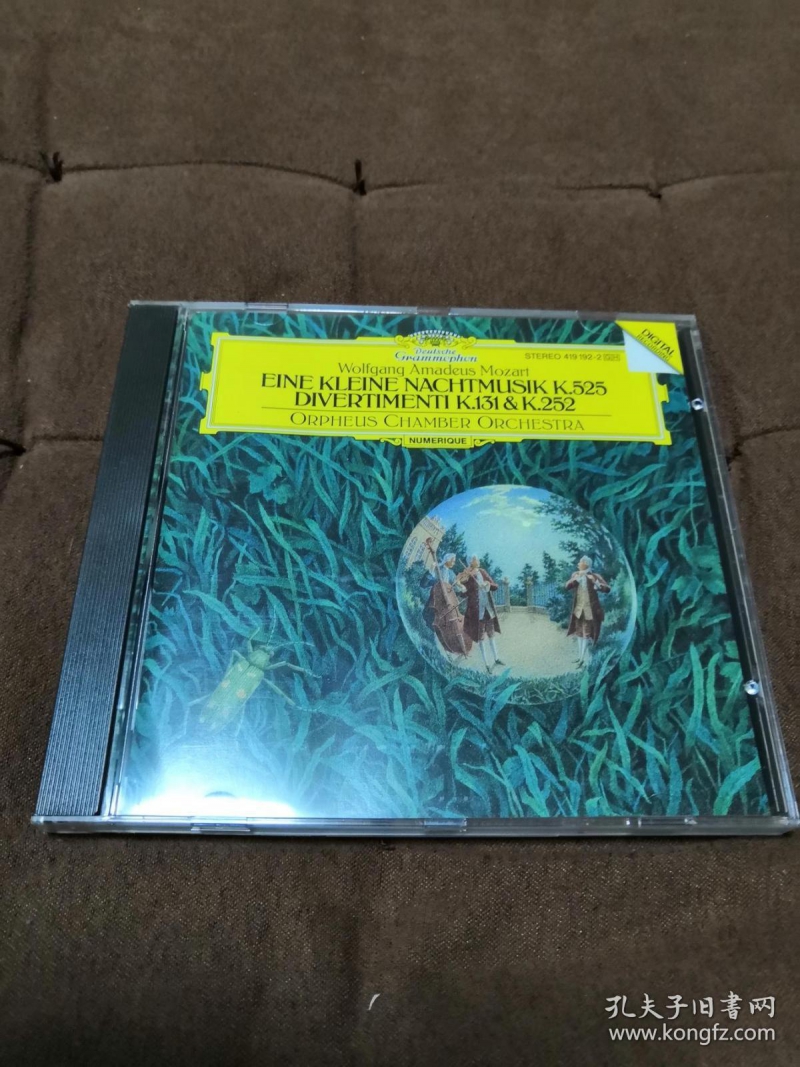 Deutsche
Grammophon
STEREO 419 192-2
DIGITAL
RECORDING
Wolfgang Amadeus Mozart
EINE KLEINE NACHTMUSIK K.525
DIVERTIMENTI K.131 & K.252
ORPHEUS CHAMBER ORCHESTRA
NUMERIQUE
孔夫子旧书网
www.kongfz.com